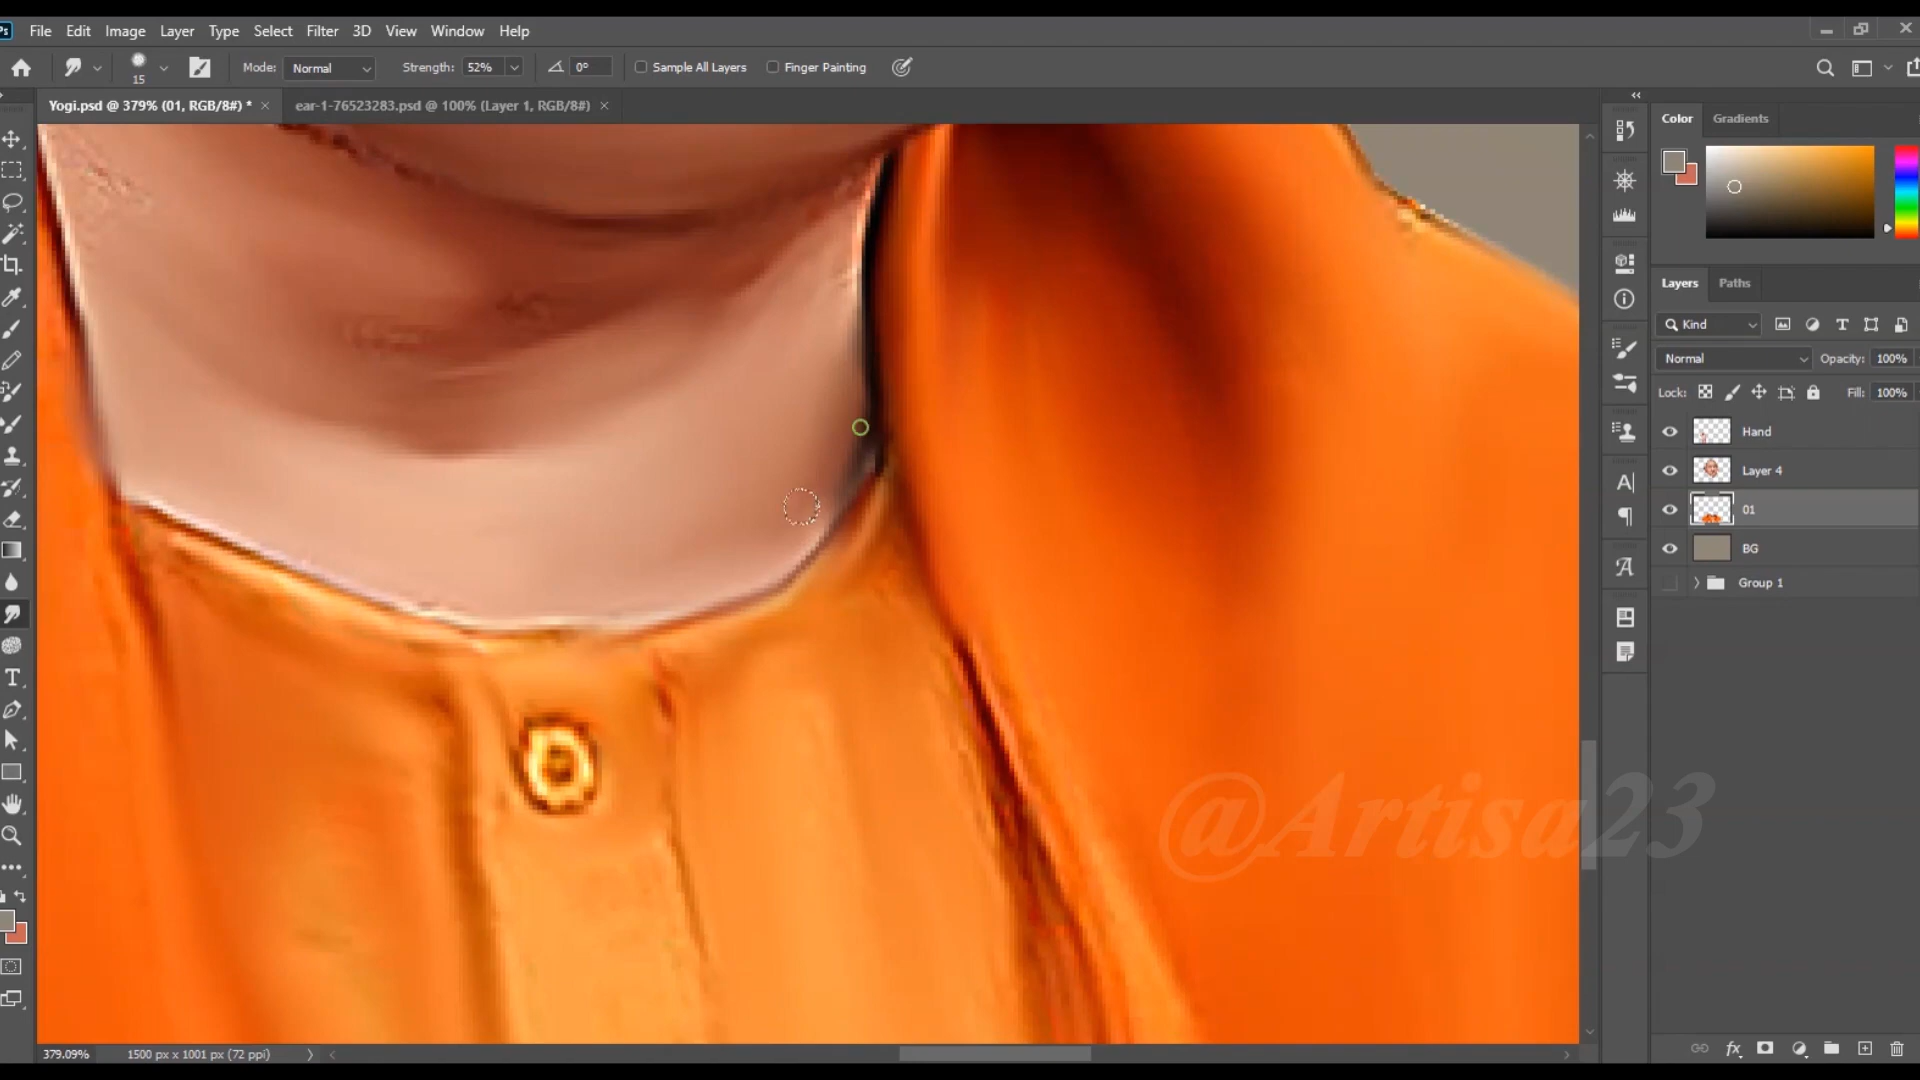 Ps File Edit Image Layer Type Select Filter 3D View Window Help
15 Mode: Normal Strength: 52% 0° Sample All Layers Finger Painting
Yogi.psd @ 379% (01, RGB/8#) * × ear-1-76523283.psd @ 100% (Layer 1, RGB/8#) ×
Color Gradients
Layers Paths
Kind
Normal Opacity: 100%
Lock: Fill: 100%
Hand
Layer 4
01
BG
Group 1
@Artisa23
379.09% 1500 px x 1001 px (72 ppi)